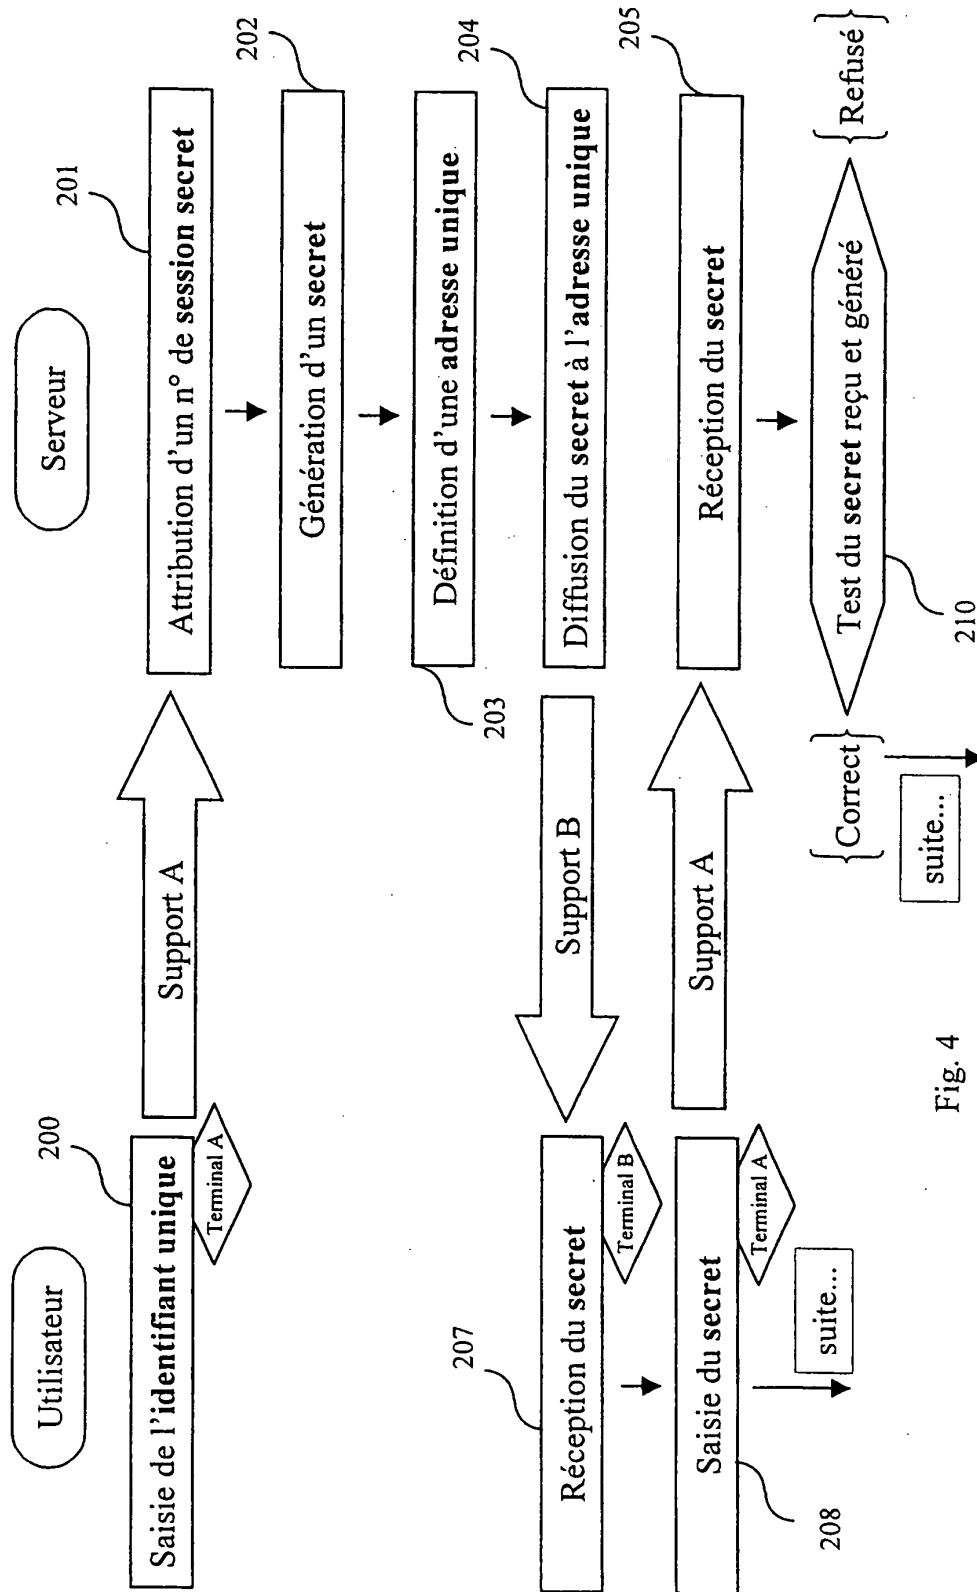 Utilisateur
Serveur
200
201
Saisie de l'identifiant unique
Terminal A
Support A
Attribution d'un n° de session secret
202
Génération d'un secret
203
Définition d'une adresse unique
204
Diffusion du secret à l'adresse unique
Support B
207
Réception du secret
Terminal B
208
Saisie du secret
Terminal A
Support A
205
Réception du secret
suite...
Test du secret reçu et généré
210
{Correct}
{Refusé}
suite...
Fig. 4